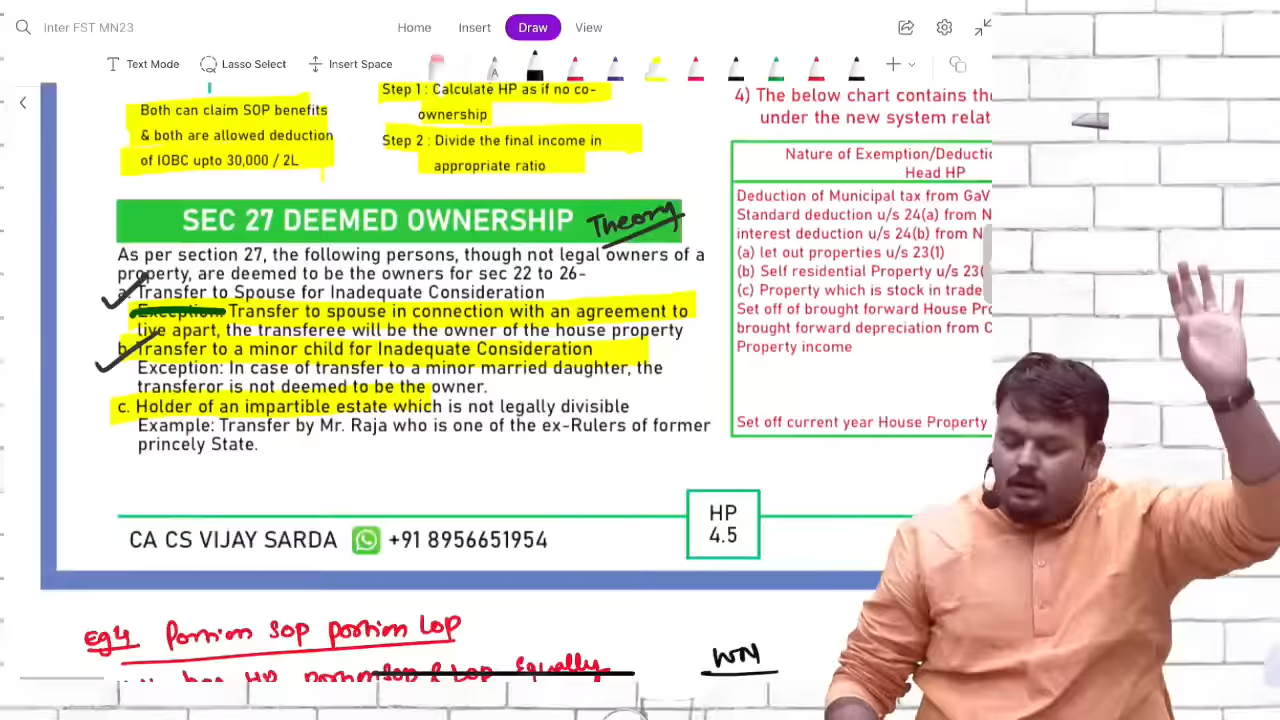 Inter FST MN23
Home Insert Draw View
Text Mode Lasso Select Insert Space
Both can claim SOP benefits
& both are allowed deduction
of IOBC upto 30,000 / 2L
Step 1 : Calculate HP as if no co-
ownership
Step 2 : Divide the final income in
appropriate ratio
SEC 27 DEEMED OWNERSHIP Theory
As per section 27, the following persons, though not legal owners of a
property, are deemed to be the owners for sec 22 to 26-
a. Transfer to Spouse for Inadequate Consideration
Exception: Transfer to spouse in connection with an agreement to
live apart, the transferee will be the owner of the house property
b. Transfer to a minor child for Inadequate Consideration
Exception: In case of transfer to a minor married daughter, the
transferor is not deemed to be the owner.
c. Holder of an impartible estate which is not legally divisible
Example: Transfer by Mr. Raja who is one of the ex-Rulers of former
princely State.
CA CS VIJAY SARDA +91 8956651954
HP
4.5
4) The below chart contains the
under the new system relat
Nature of Exemption/Deducti
Head HP
Deduction of Municipal tax from GaV
Standard deduction u/s 24(a) from N
interest deduction u/s 24(b) from N
(a) let out properties u/s 23(1)
(b) Self residential Property u/s 23(
(c) Property which is stock in trade
Set off of brought forward House Pro
brought forward depreciation from
Property income
Set off current year House Property
eg4 Portion SOP portion LOP
HP portion SOP & LOP Equally
WN